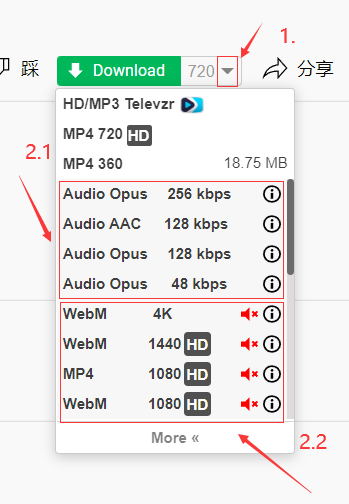 1.
踩 Download 720 分享
HD/MP3 Televzr
MP4 720 HD
MP4 360 18.75 MB
2.1
Audio Opus 256 kbps
Audio AAC 128 kbps
Audio Opus 128 kbps
Audio Opus 48 kbps
WebM 4K
WebM 1440 HD
MP4 1080 HD
WebM 1080 HD
More «
2.2